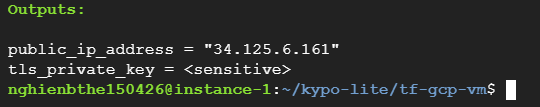 Outputs:
public_ip_address = "34.125.6.161"
tls_private_key = <sensitive>
nghienbthe150426@instance-1:~/kypo-lite/tf-gcp-vm$